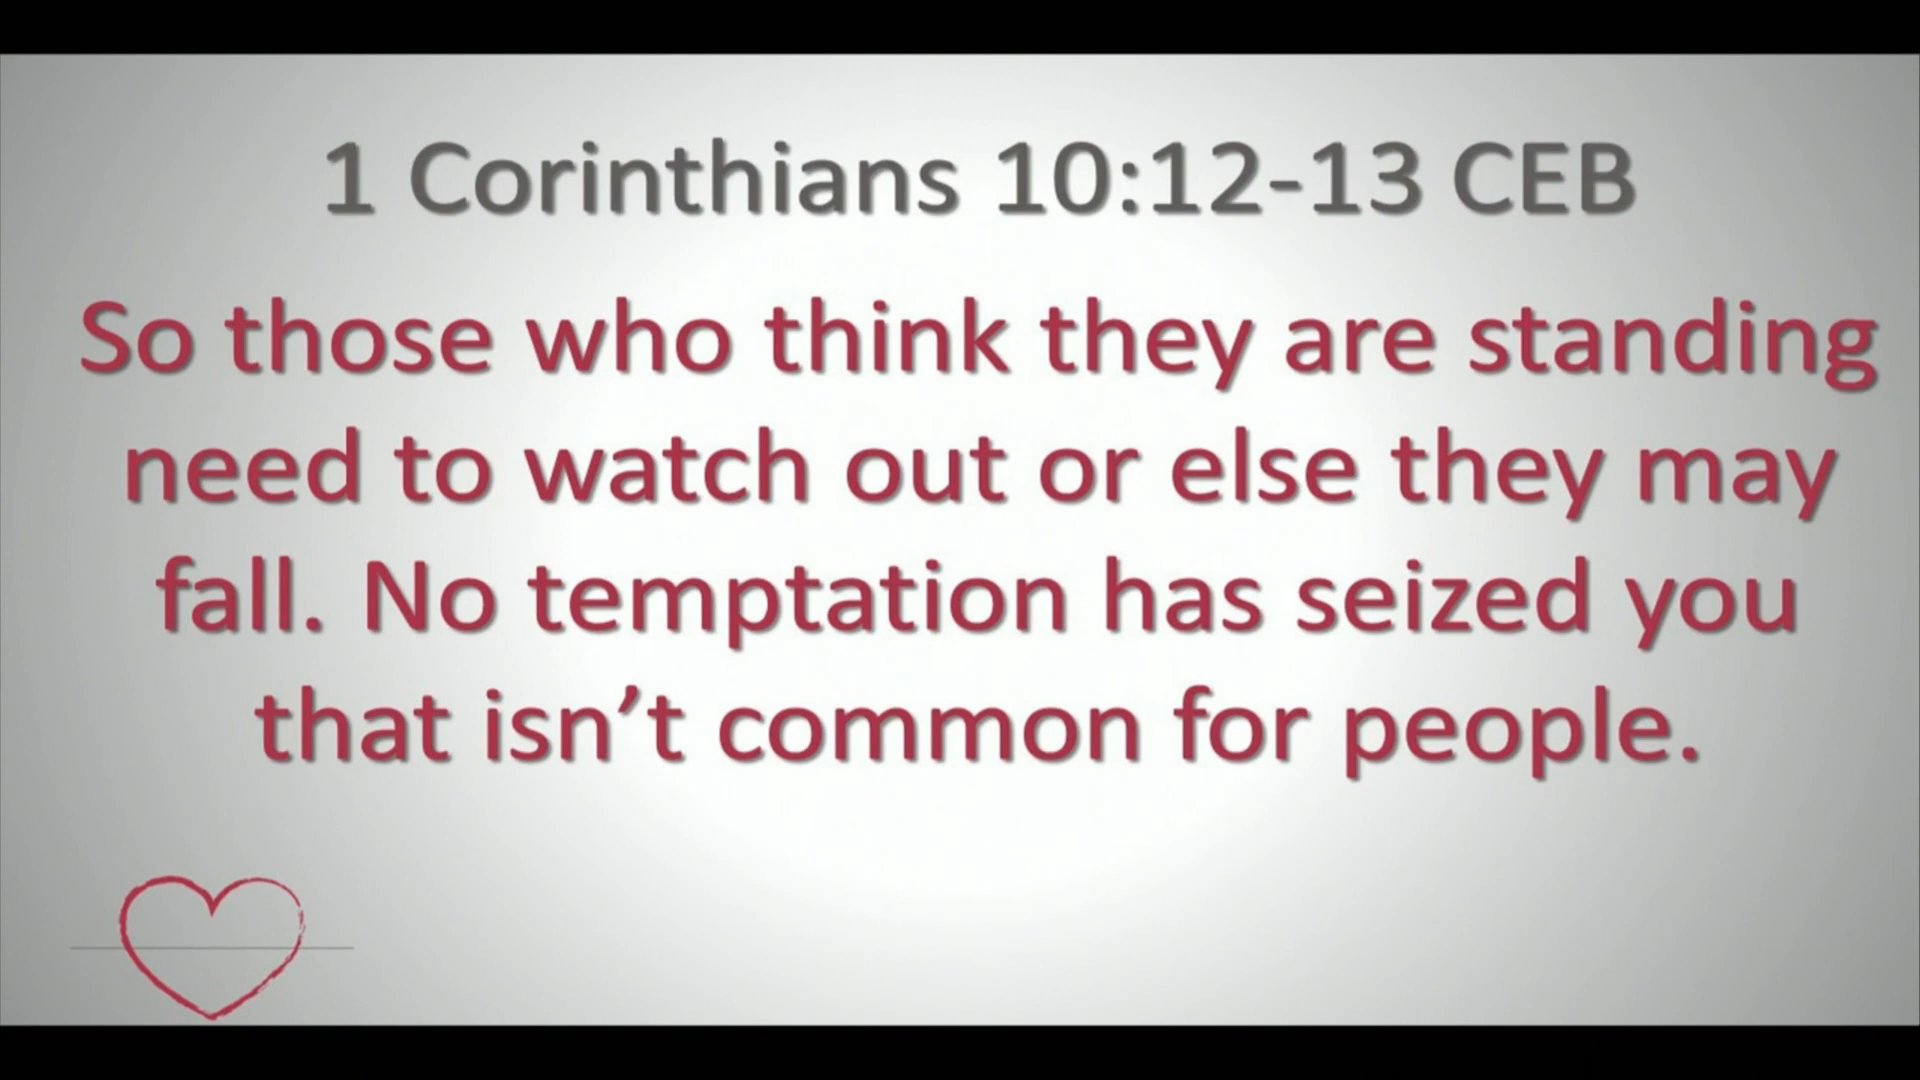 1 Corinthians 10:12-13 CEB
So those who think they are standing
need to watch out or else they may
fall. No temptation has seized you
that isn’t common for people.